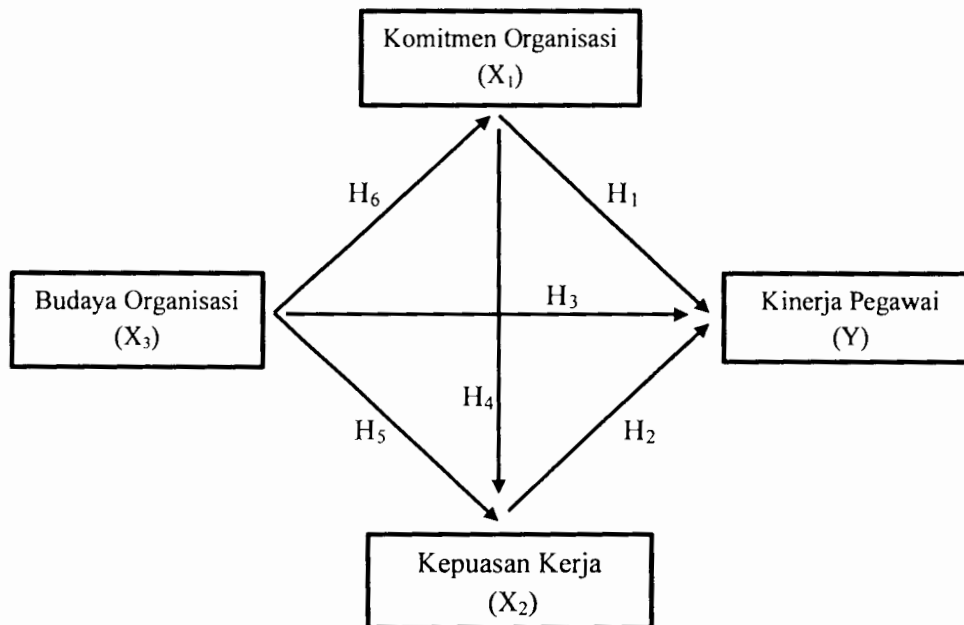 Komitmen Organisasi
(X₁)
H₆
H₁
Budaya Organisasi
(X₃)
H₃
Kinerja Pegawai
(Y)
H₄
H₅
H₂
Kepuasan Kerja
(X₂)